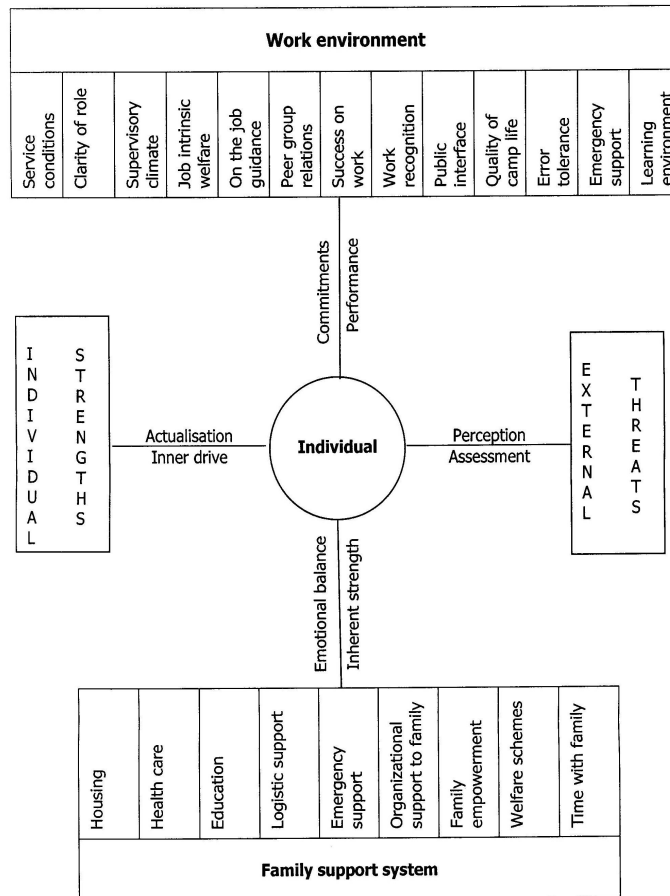 Work environment
Service
conditions
Clarity of role
Supervisory
climate
Job intrinsic
welfare
On the job
guidance
Peer group
relations
Success on
work
Work
recognition
Public
interface
Quality of
camp life
Error
tolerance
Emergency
support
Learning
environment
Commitments
Performance
INDIVIDUAL
STRENGTHS
Actualisation
Inner drive
Individual
Perception
Assessment
EXTERNAL
THREATS
Emotional balance
Inherent strength
Housing
Health care
Education
Logistic support
Emergency
support
Organizational
support to family
Family
empowerment
Welfare schemes
Time with family
Family support system